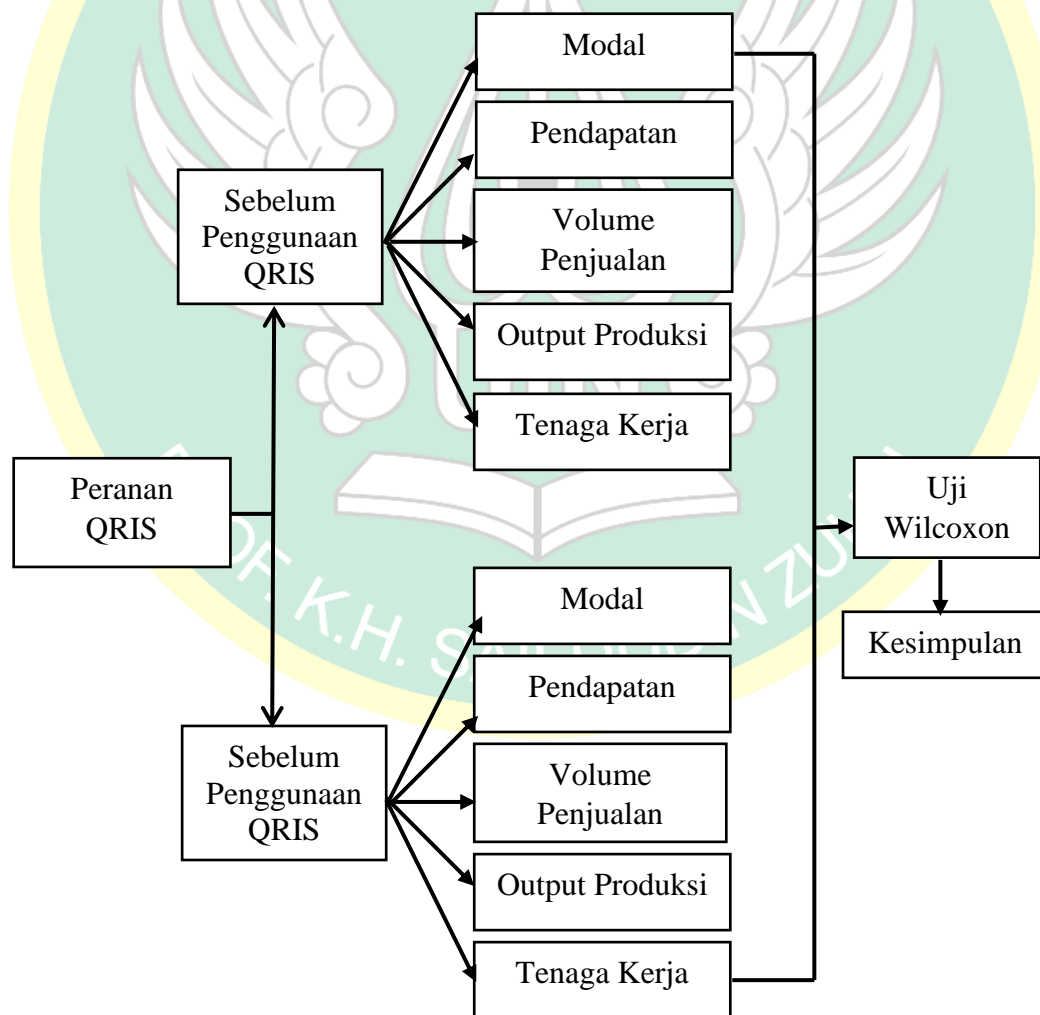 Modal
Pendapatan
Sebelum
Penggunaan
QRIS
Volume
Penjualan
Output Produksi
Tenaga Kerja
Peranan
QRIS
Uji
Wilcoxon
Kesimpulan
Modal
Pendapatan
Sebelum
Penggunaan
QRIS
Volume
Penjualan
Output Produksi
Tenaga Kerja
UIN
K.H.